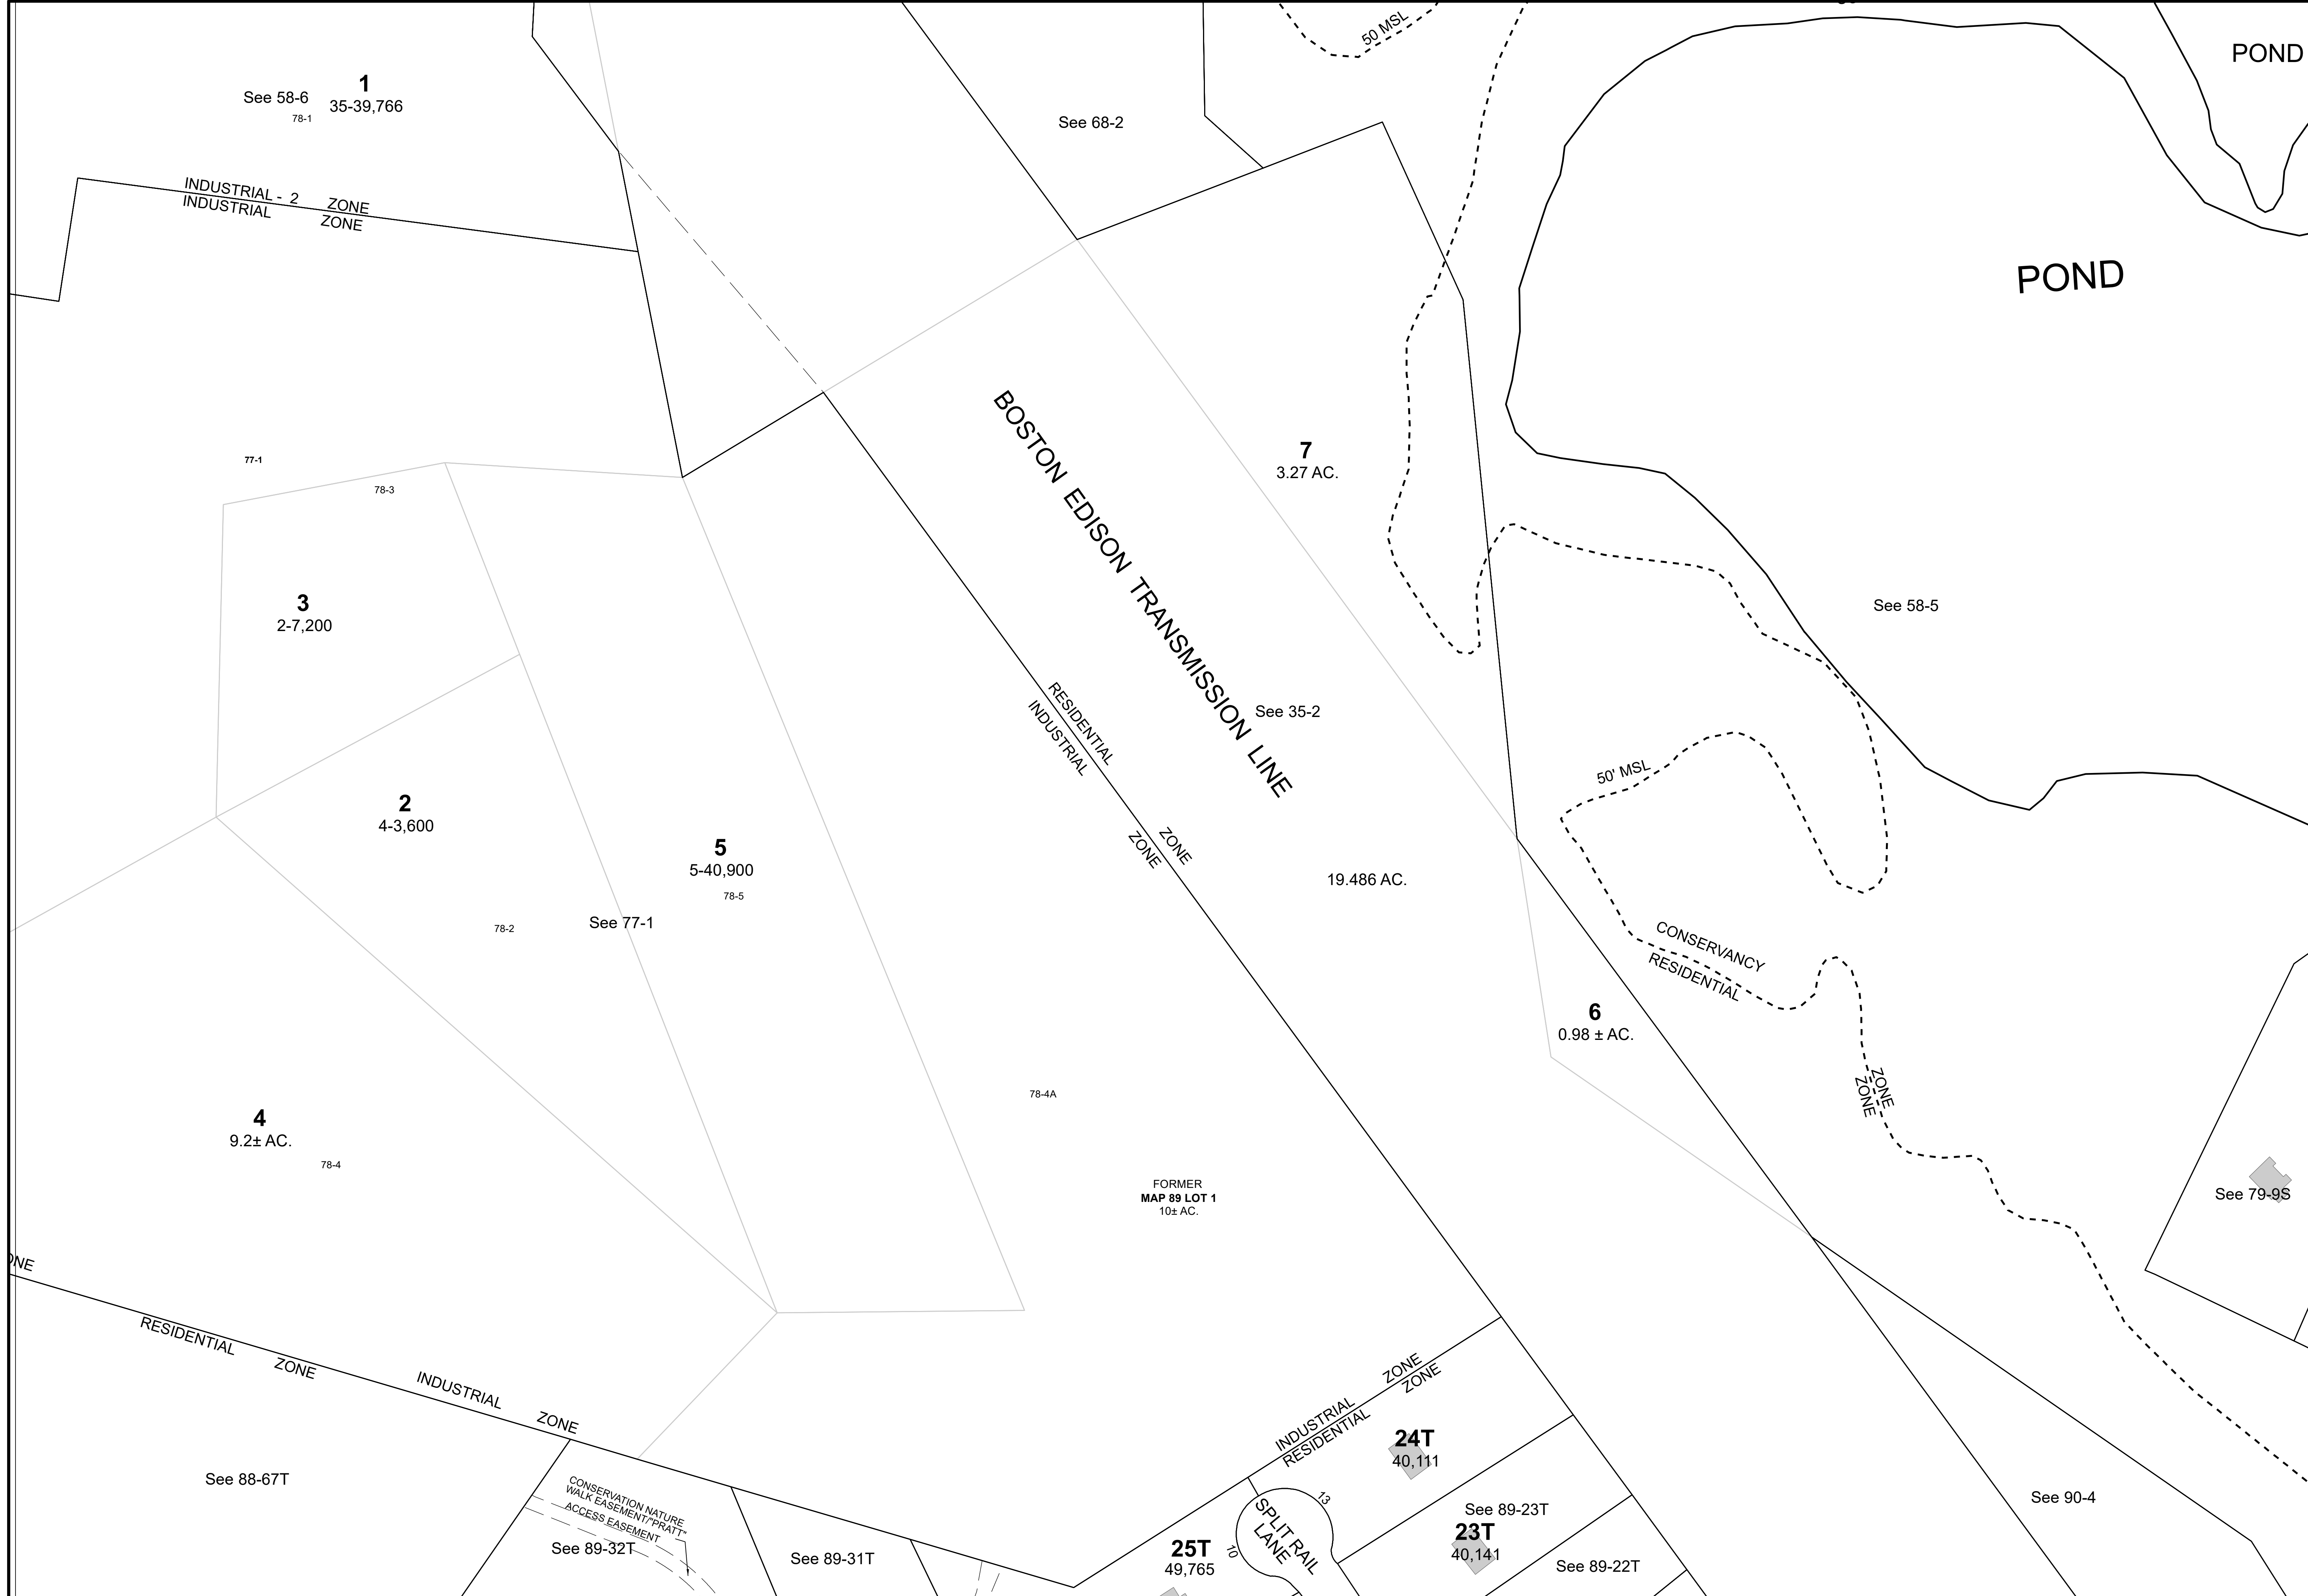 50 MSL
POND
1
See 58-6
35-39,766
78-1
See 68-2
INDUSTRIAL - 2 ZONE
INDUSTRIAL ZONE
POND
BOSTON EDISON TRANSMISSION LINE
7
3.27 AC.
77-1
78-3
3
2-7,200
See 58-5
RESIDENTIAL ZONE
INDUSTRIAL ZONE
See 35-2
50' MSL
2
4-3,600
5
5-40,900
78-5
19.486 AC.
See 77-1
78-2
CONSERVANCY ZONE
RESIDENTIAL ZONE
6
0.98 ± AC.
78-4A
4
9.2± AC.
78-4
FORMER
MAP 89 LOT 1
10± AC.
See 79-9S
RESIDENTIAL ZONE
INDUSTRIAL ZONE
INDUSTRIAL ZONE
RESIDENTIAL ZONE
24T
40,111
See 88-67T
CONSERVATION NATURE
WALK EASEMENT/"PRATT"
ACCESS EASEMENT
See 89-32T
See 89-31T
25T
49,765
SPLIT RAIL
LANE
13
10
See 89-23T
23T
40,141
See 89-22T
See 90-4